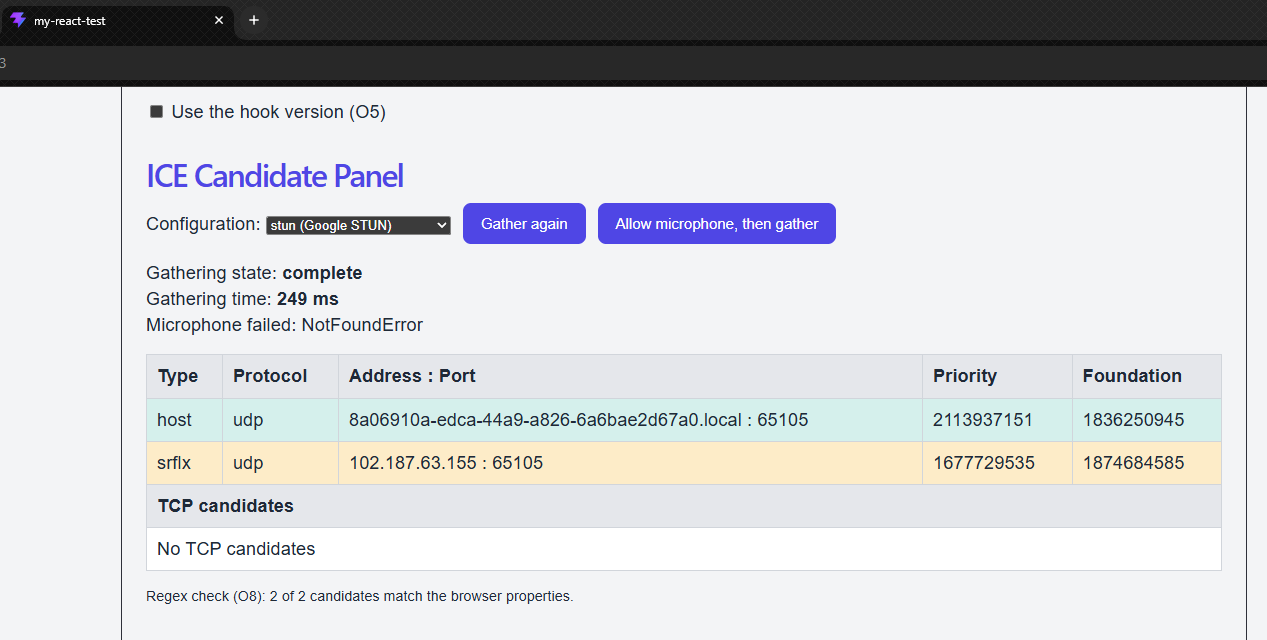 my-react-test
3
Use the hook version (O5)
ICE Candidate Panel
Configuration: stun (Google STUN) Gather again Allow microphone, then gather
Gathering state: complete
Gathering time: 249 ms
Microphone failed: NotFoundError
Type Protocol Address : Port Priority Foundation
host udp 8a06910a-edca-44a9-a826-6a6bae2d67a0.local : 65105 2113937151 1836250945
srflx udp 102.187.63.155 : 65105 1677729535 1874684585
TCP candidates
No TCP candidates
Regex check (O8): 2 of 2 candidates match the browser properties.